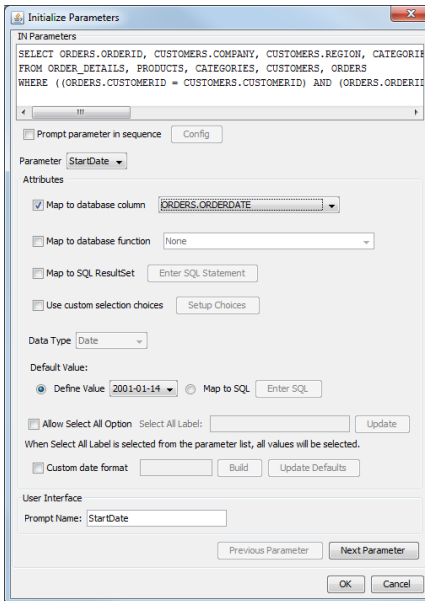 Initialize Parameters
IN Parameters
SELECT ORDERS.ORDERID, CUSTOMERS.COMPANY, CUSTOMERS.REGION, CATEGORIE
FROM ORDER_DETAILS, PRODUCTS, CATEGORIES, CUSTOMERS, ORDERS
WHERE ((ORDERS.CUSTOMERID = CUSTOMERS.CUSTOMERID) AND (ORDERS.ORDERID
Prompt parameter in sequence Config
Parameter StartDate
Attributes
Map to database column ORDERS.ORDERDATE
Map to database function None
Map to SQL ResultSet Enter SQL Statement
Use custom selection choices Setup Choices
Data Type Date
Default Value:
Define Value 2001-01-14 Map to SQL Enter SQL
Allow Select All Option Select All Label: Update
When Select All Label is selected from the parameter list, all values will be selected.
Custom date format Build Update Defaults
User Interface
Prompt Name: StartDate
Previous Parameter Next Parameter
OK Cancel